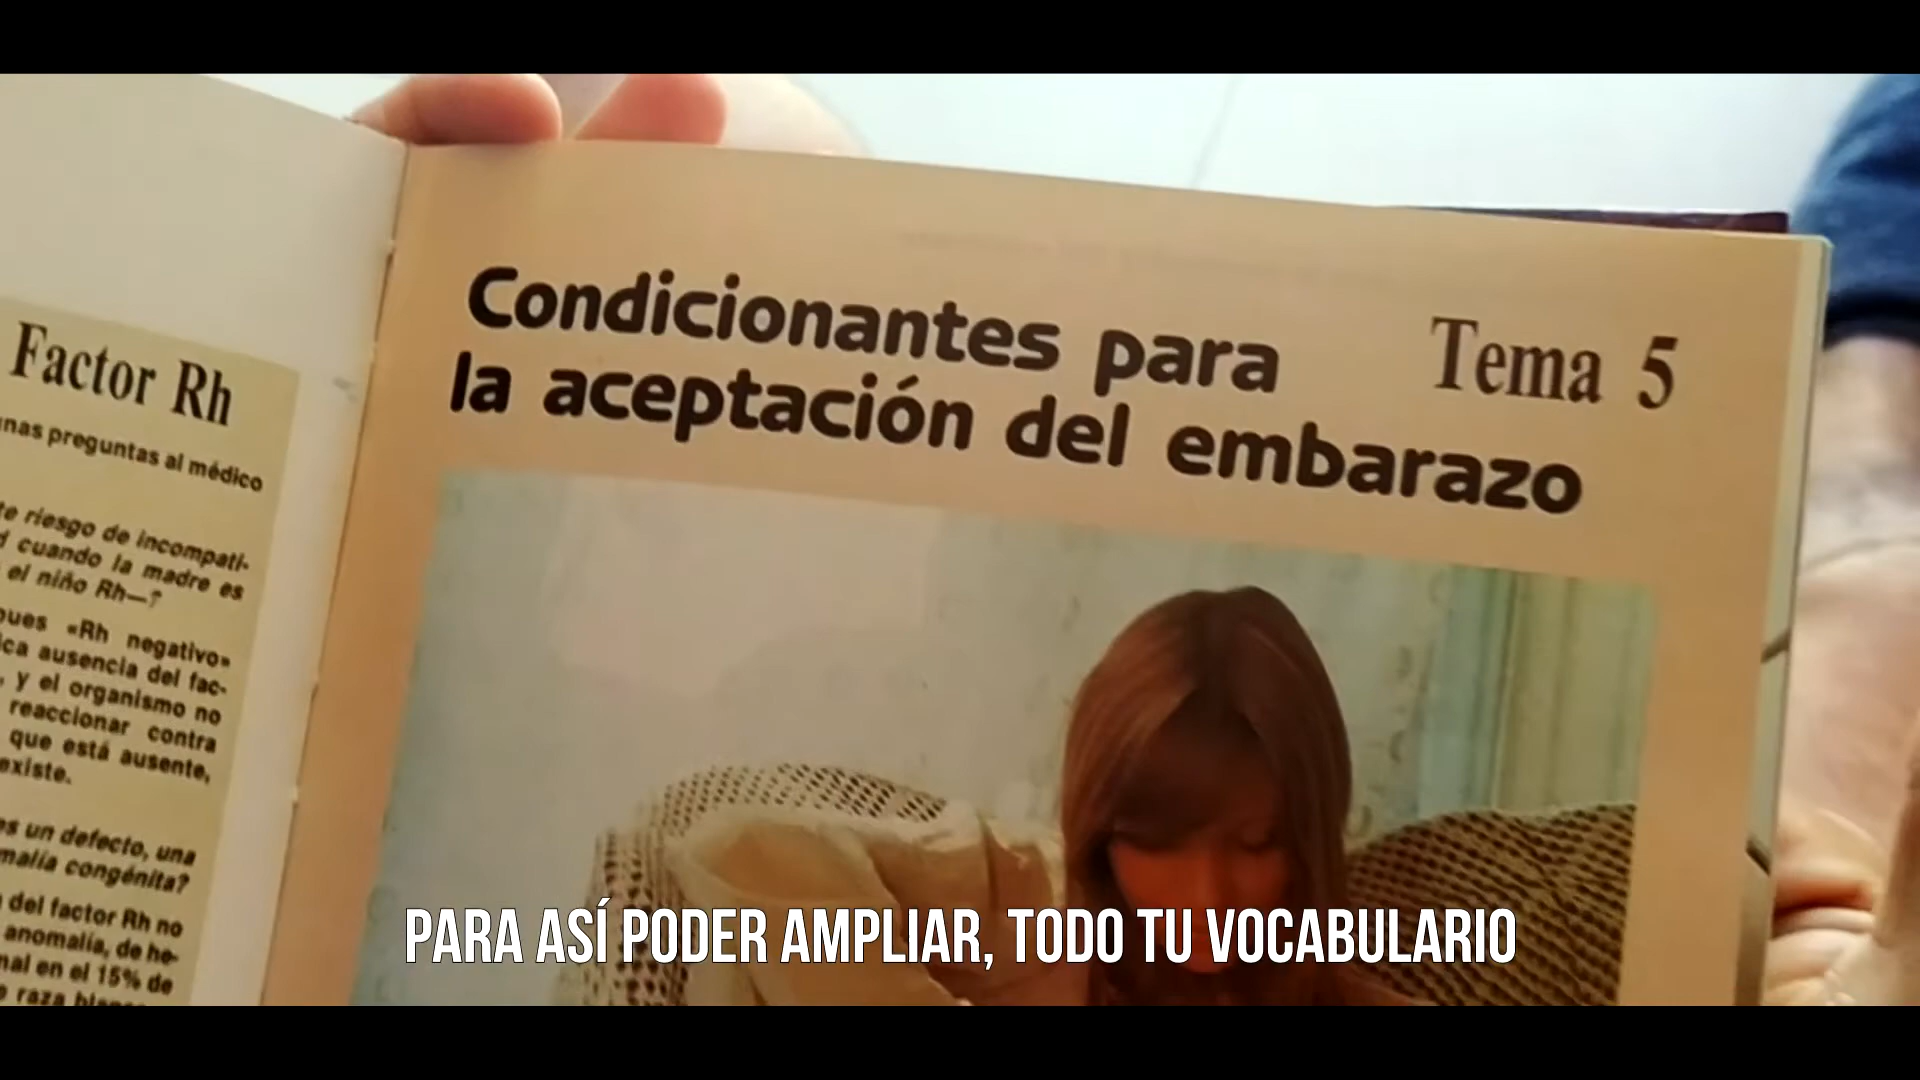 Factor Rh
preguntas al médico
riesgo de incompati-
cuando la madre es
el niño Rh—?
«Rh negativo»
ausencia del fac-
y el organismo no
reaccionar contra
que está ausente,
existe.
un defecto, una
congénita?
del factor Rh no
anomalía, de he-
en el 15% de
raza
Condicionantes para
la aceptación del embarazo
Tema 5
PARA ASÍ PODER AMPLIAR, TODO TU VOCABULARIO